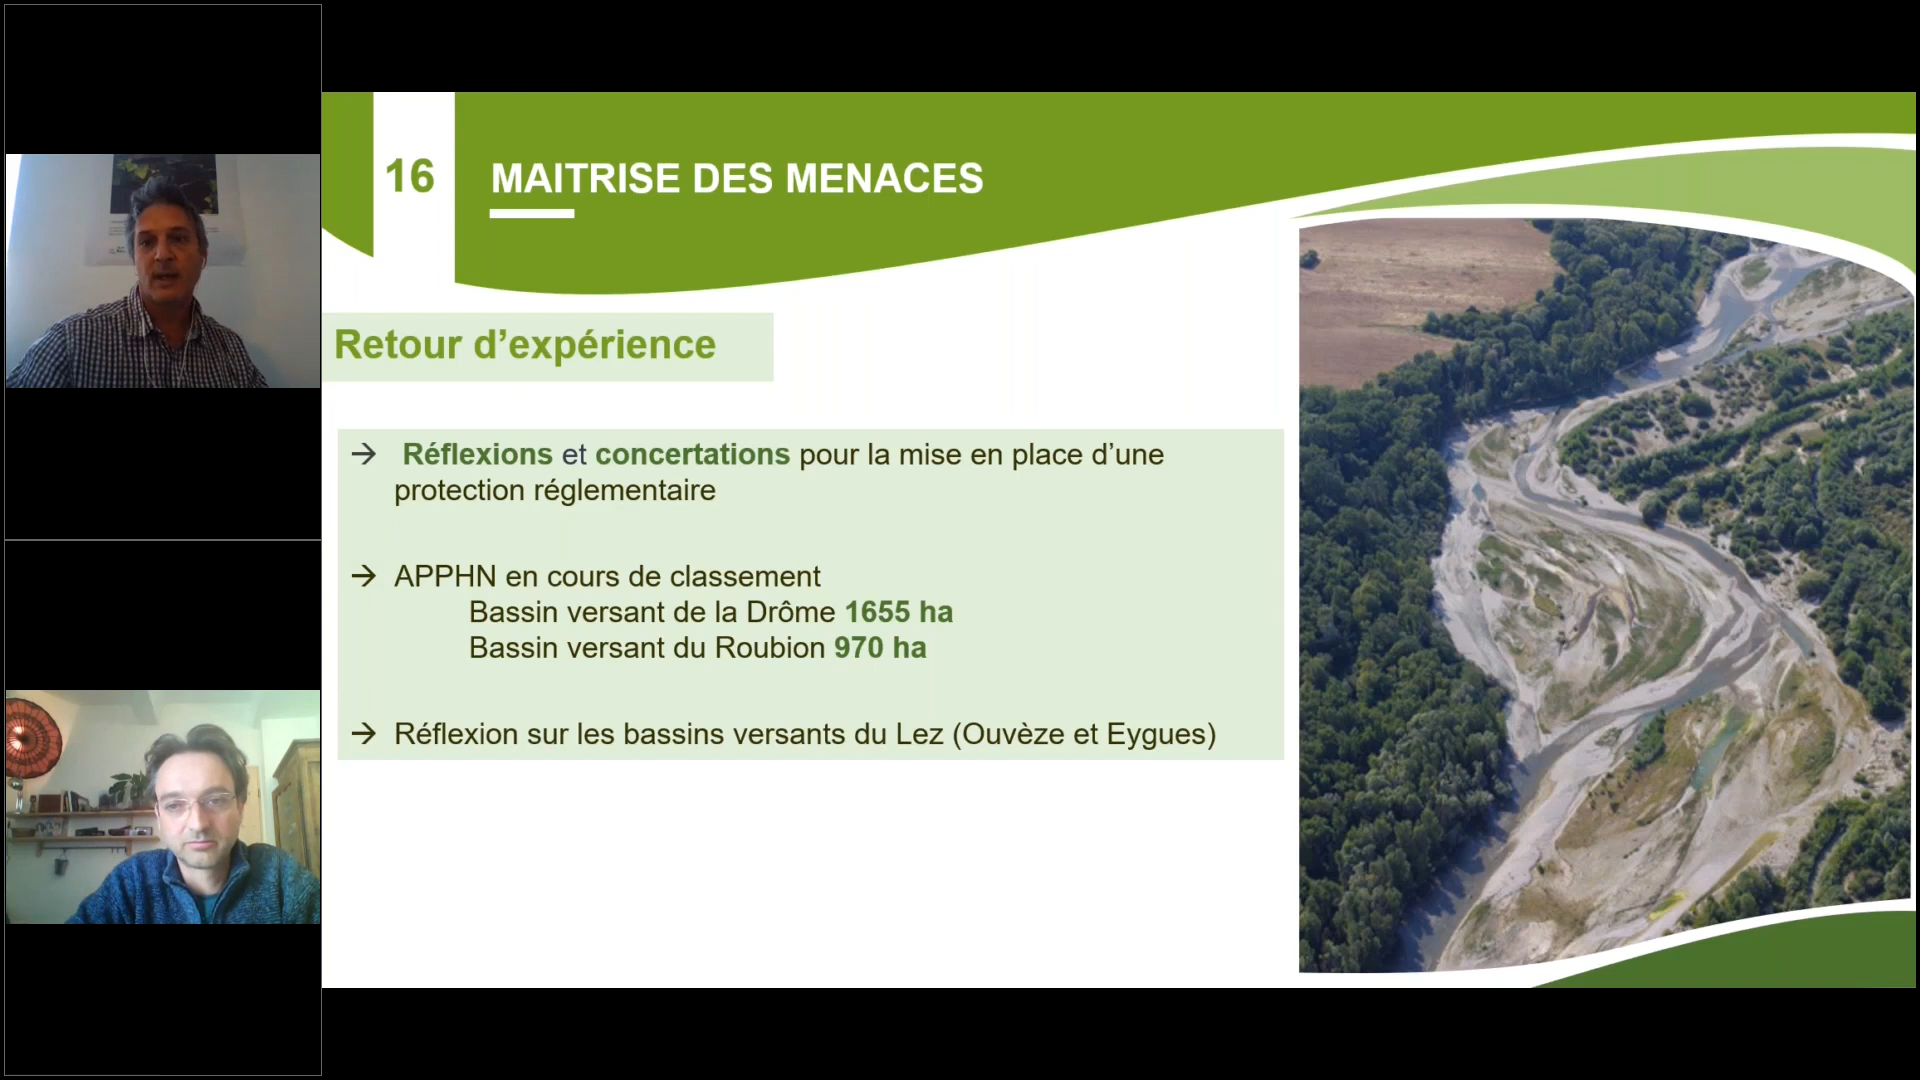 16
MAITRISE DES MENACES
Retour d’expérience
→ Réflexions et concertations pour la mise en place d’une
protection réglementaire
→ APPHN en cours de classement
Bassin versant de la Drôme 1655 ha
Bassin versant du Roubion 970 ha
→ Réflexion sur les bassins versants du Lez (Ouvèze et Eygues)